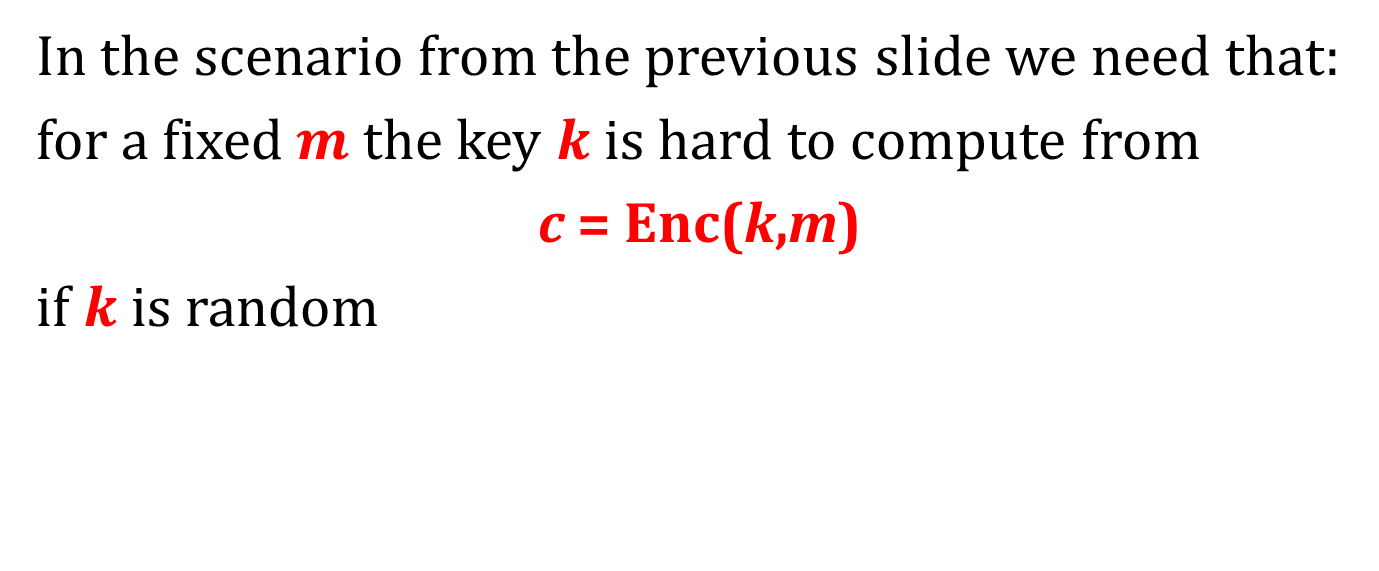 In the scenario from the previous slide we need that:
for a fixed m the key k is hard to compute from
c = Enc(k,m)
if k is random